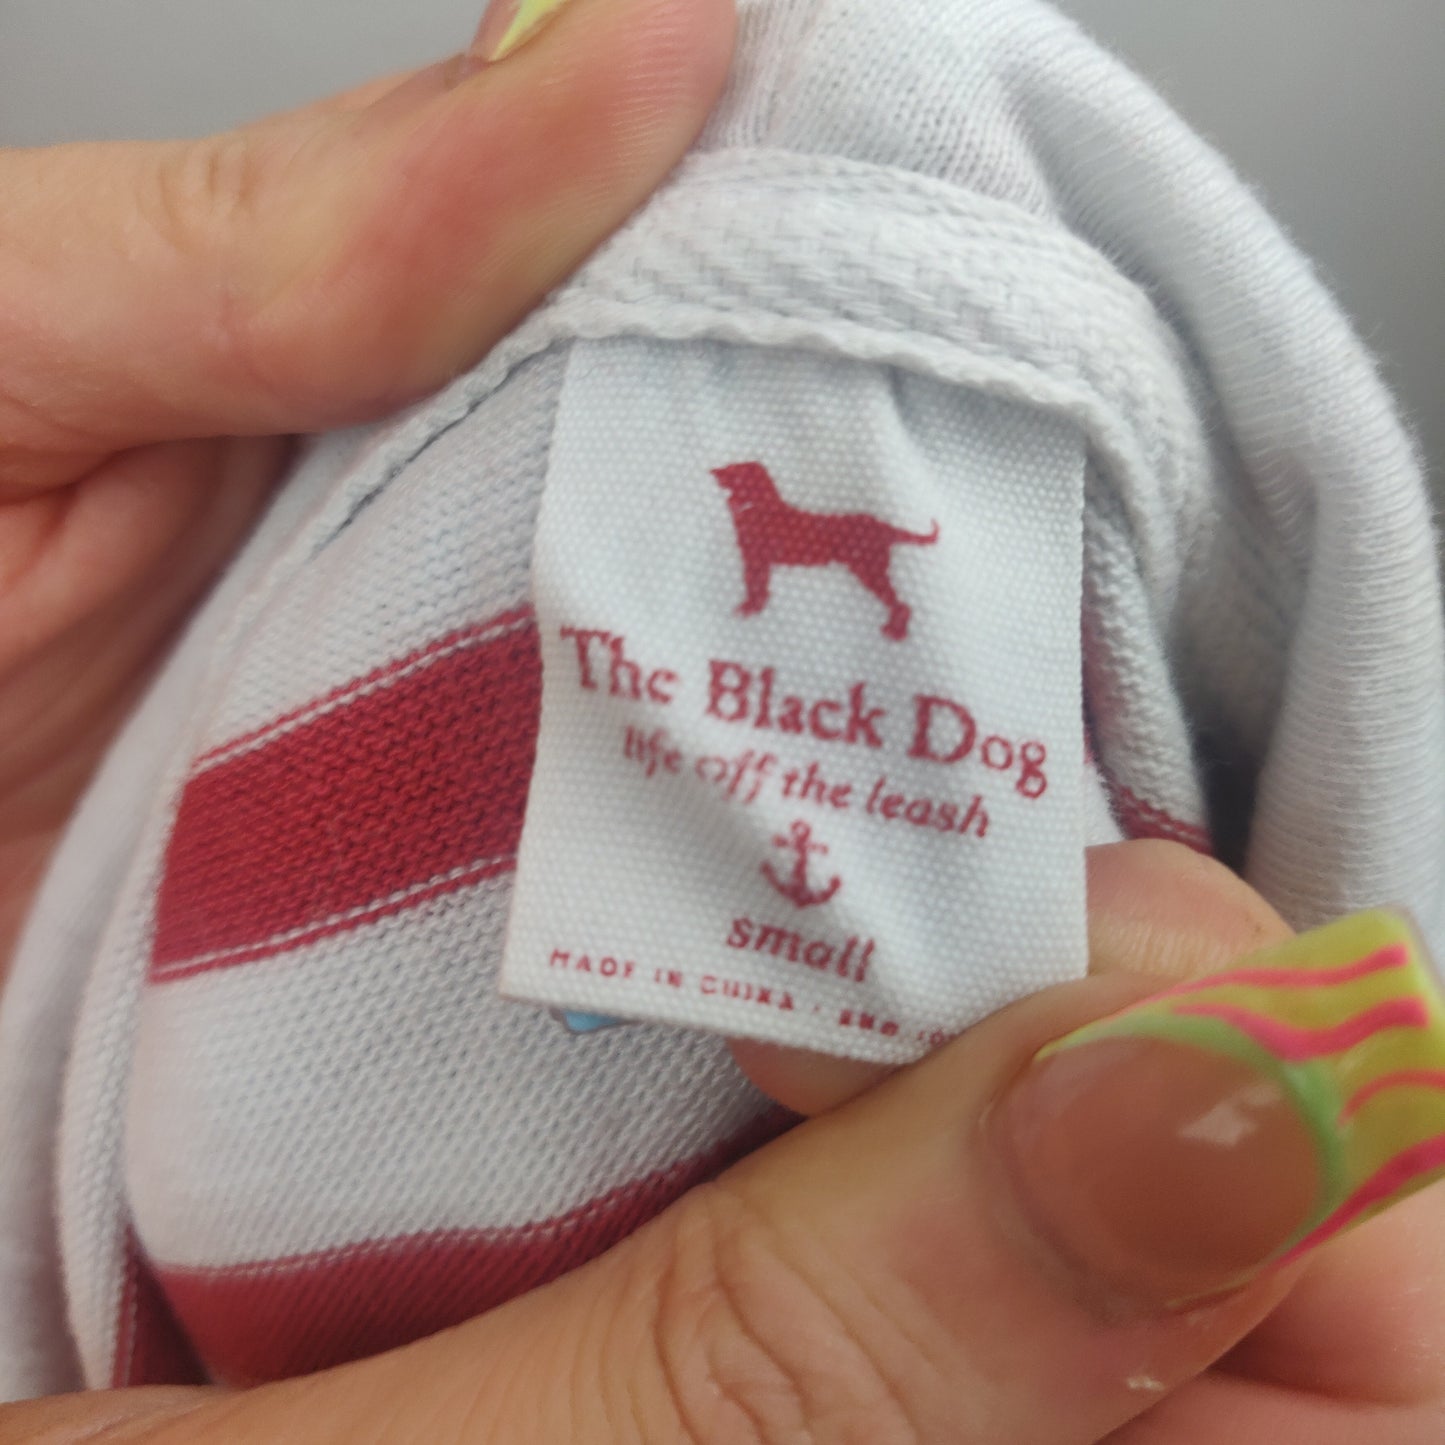 The Black Dog
life off the leash
small
MADE IN CHINA